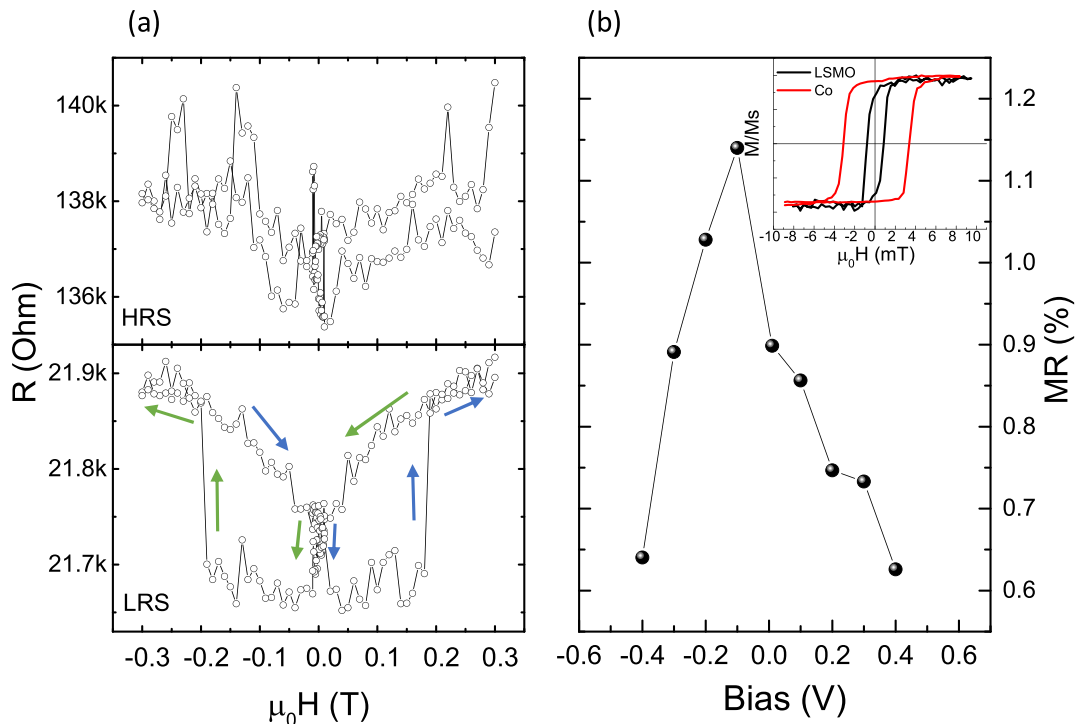 (a)
(b)
140k
138k
136k
HRS
21.9k
21.8k
21.7k
LRS
R (Ohm)
-0.3 -0.2 -0.1 0.0 0.1 0.2 0.3
μ₀H (T)
LSMO
Co
M/Ms
-10 -8 -6 -4 -2 0 2 4 6 8 10
μ₀H (mT)
1.2
1.1
1.0
0.9
0.8
0.7
0.6
MR (%)
-0.6 -0.4 -0.2 0.0 0.2 0.4 0.6
Bias (V)